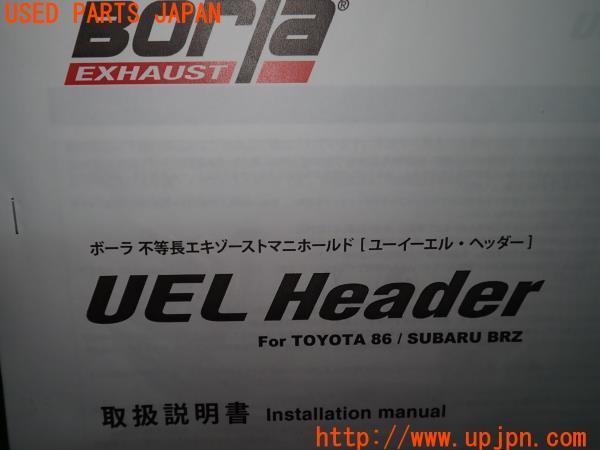 USED PARTS JAPAN
Borla®
EXHAUST
ボーラ 不等長エキゾーストマニホールド [ ユーイーエル・ヘッダー ]
UEL Header
For TOYOTA 86 / SUBARU BRZ
取扱説明書 Installation manual
http://www.upjpn.com